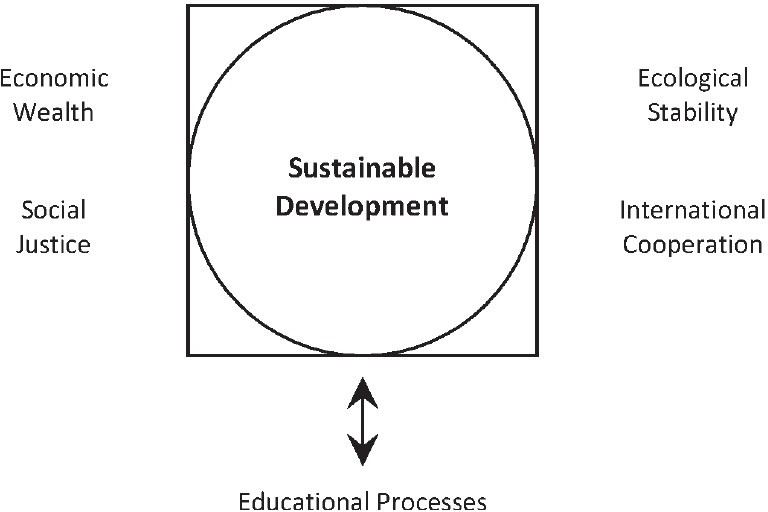 Economic
Wealth
Social
Justice
Sustainable
Development
Ecological
Stability
International
Cooperation
Educational Processes